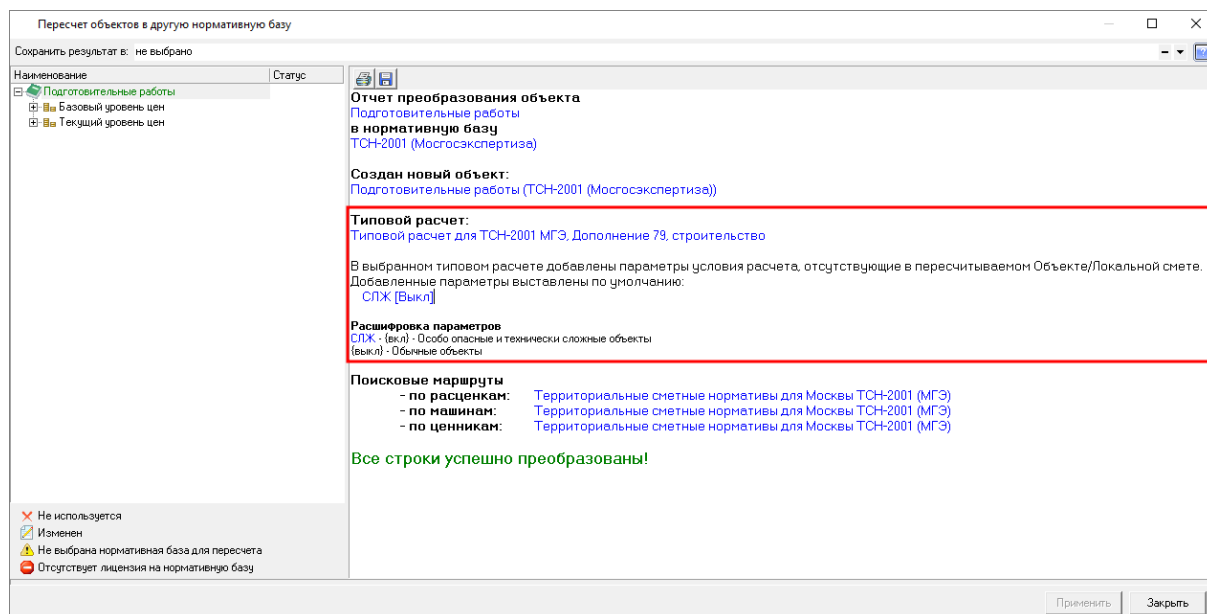 Пересчет объектов в другую нормативную базу
Сохранить результат в: не выбрано
Наименование Статус
Подготовительные работы
Базовый уровень цен
Текущий уровень цен
Не используется
Изменен
Не выбрана нормативная база для пересчета
Отсутствует лицензия на нормативную базу
Отчет преобразования объекта
Подготовительные работы
в нормативную базу
ТСН-2001 (Мосгосэкспертиза)
Создан новый объект:
Подготовительные работы (ТСН-2001 (Мосгосэкспертиза))
Типовой расчет:
Типовой расчет для ТСН-2001 МГЭ, Дополнение 79, строительство
В выбранном типовом расчете добавлены параметры условия расчета, отсутствующие в пересчитываемом Объекте/Локальной смете.
Добавленные параметры выставлены по умолчанию:
СЛЖ [Выкл]
Расшифровка параметров
СЛЖ - {вкл} - Особо опасные и технически сложные объекты
{выкл} - Обычные объекты
Поисковые маршруты
- по расценкам: Территориальные сметные нормативы для Москвы ТСН-2001 (МГЭ)
- по машинам: Территориальные сметные нормативы для Москвы ТСН-2001 (МГЭ)
- по ценникам: Территориальные сметные нормативы для Москвы ТСН-2001 (МГЭ)
Все строки успешно преобразованы!
Применить Закрыть